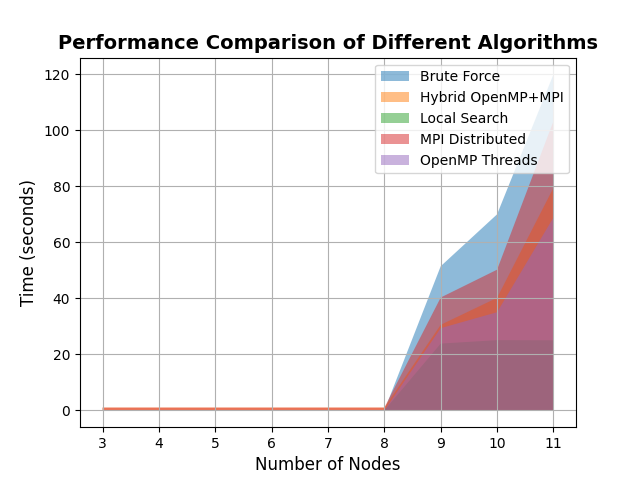 Performance Comparison of Different Algorithms
Brute Force
Hybrid OpenMP+MPI
Local Search
MPI Distributed
OpenMP Threads
Time (seconds)
120
100
80
60
40
20
0
3 4 5 6 7 8 9 10 11
Number of Nodes